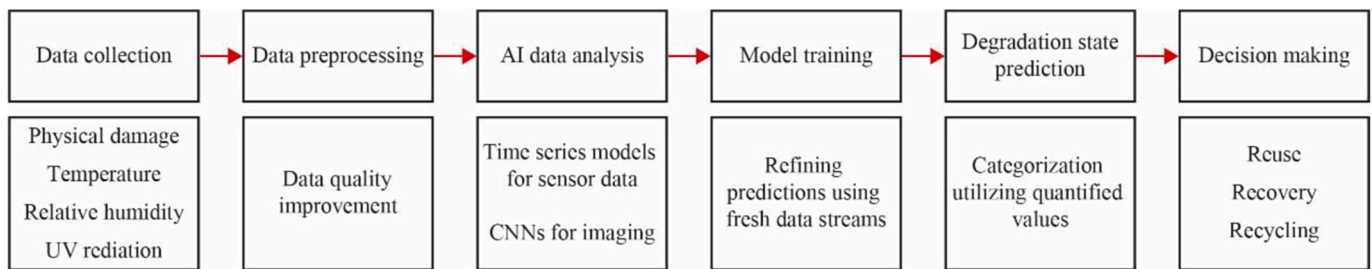 Data collection
Data preprocessing
AI data analysis
Model training
Degradation state
prediction
Decision making
Physical damage
Temperature
Relative humidity
UV rediation
Data quality
improvement
Time series models
for sensor data
CNNs for imaging
Refining
predictions using
fresh data streams
Categorization
utilizing quantified
values
Reuse
Recovery
Recycling